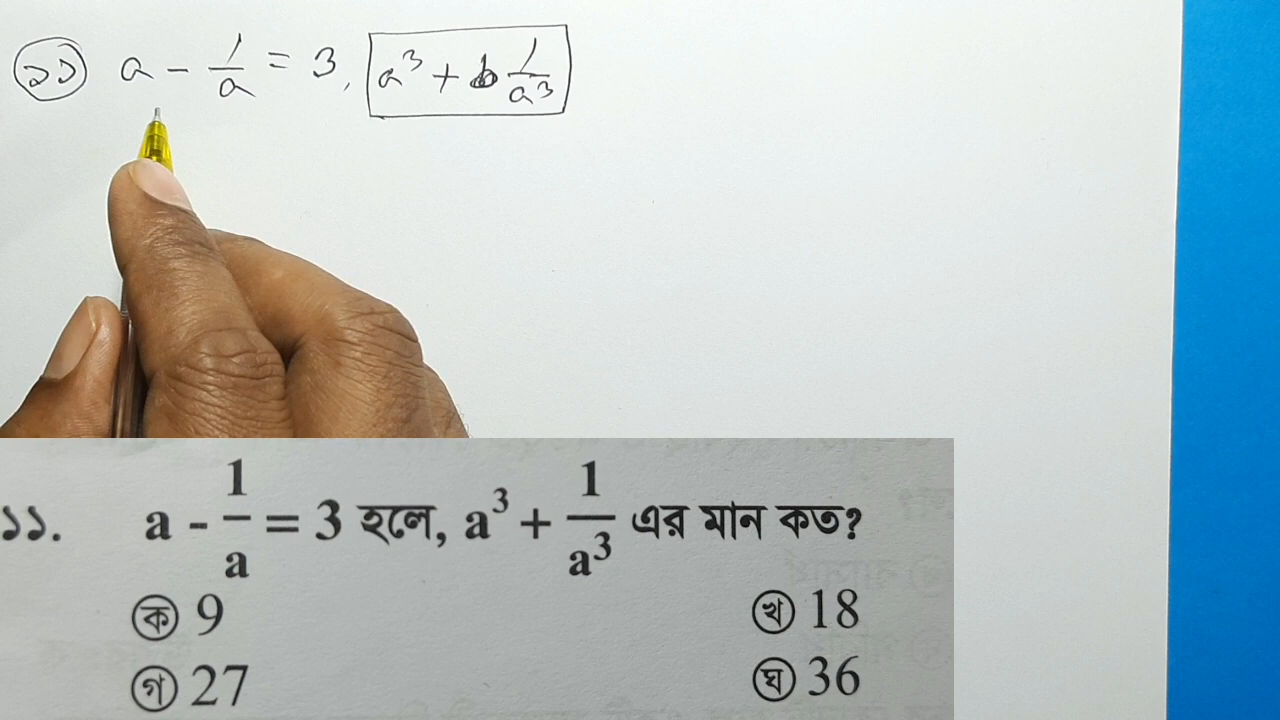 ১১ a - 1/a = 3, a³ + 1/a³
১১. a - 1/a = 3 হলে, a³ + 1/a³ এর মান কত?
ক 9 খ 18
গ 27 ঘ 36